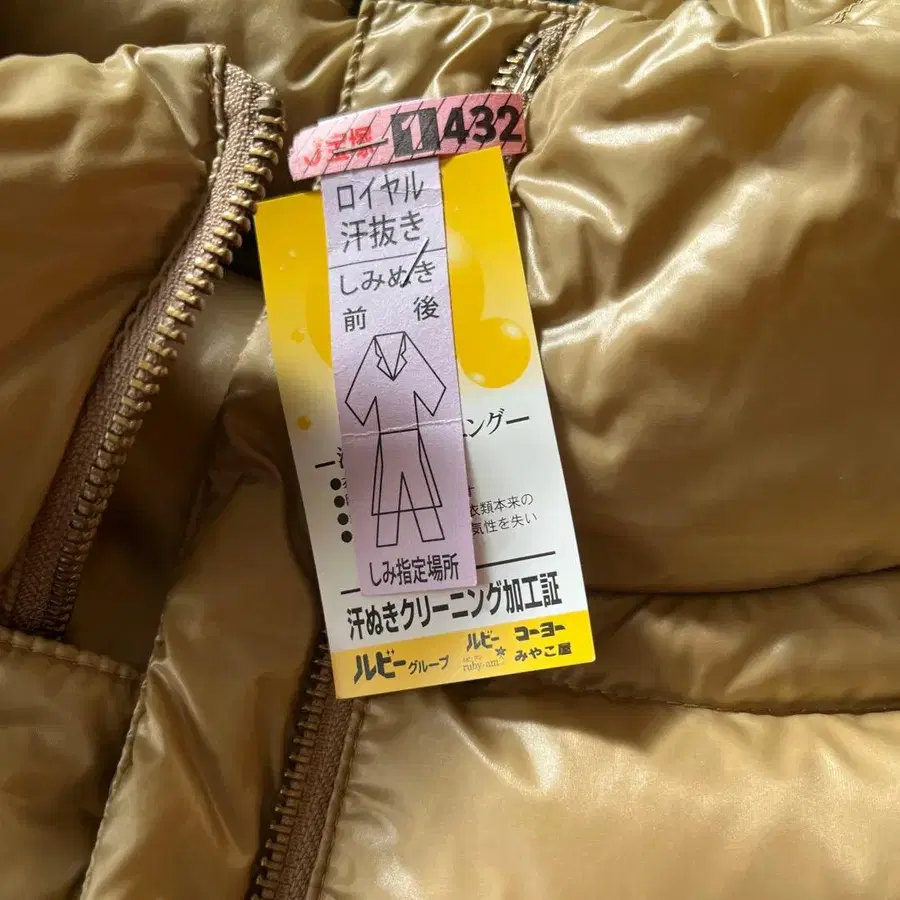 1432
ロイヤル
汗抜き
しみぬき
前 後
ング
衣類本来の
気性を失い
しみ指定場所
汗ぬきクリーニング加工証
ルビーグループ ルビー コーヨー
ruby-am みやこ屋